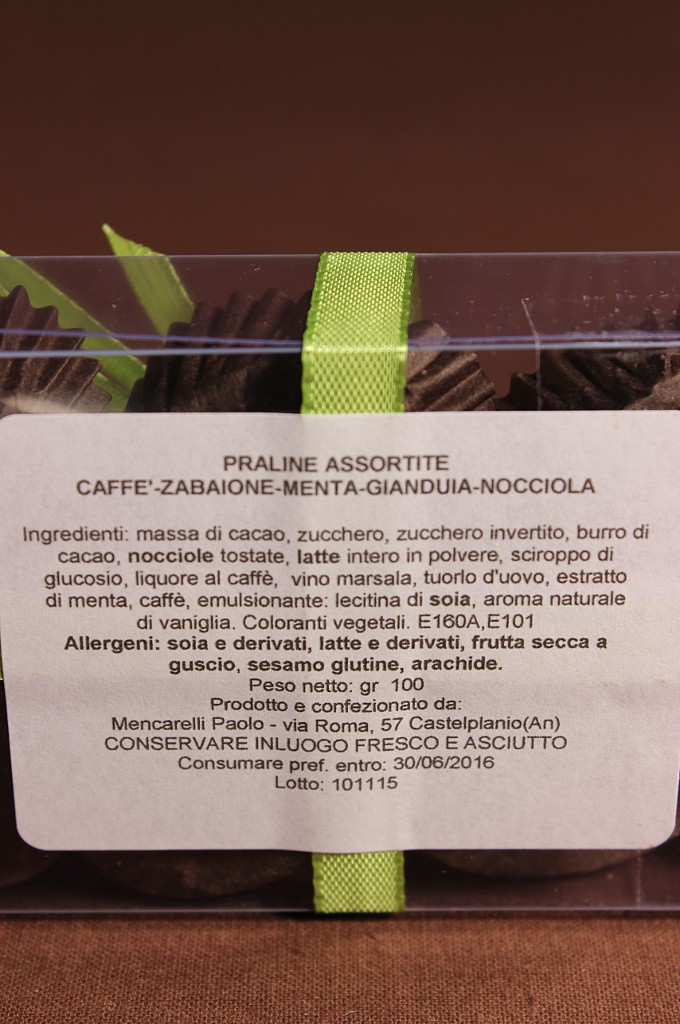 PRALINE ASSORTITE
CAFFE'-ZABAIONE-MENTA-GIANDUIA-NOCCIOLA
Ingredienti: massa di cacao, zucchero, zucchero invertito, burro di
cacao, nocciole tostate, latte intero in polvere, sciroppo di
glucosio, liquore al caffè, vino marsala, tuorlo d'uovo, estratto
di menta, caffè, emulsionante: lecitina di soia, aroma naturale
di vaniglia. Coloranti vegetali. E160A,E101
Allergeni: soia e derivati, latte e derivati, frutta secca a
guscio, sesamo glutine, arachide.
Peso netto: gr 100
Prodotto e confezionato da:
Mencarelli Paolo - via Roma, 57 Castelplanio(An)
CONSERVARE INLUOGO FRESCO E ASCIUTTO
Consumare pref. entro: 30/06/2016
Lotto: 101115